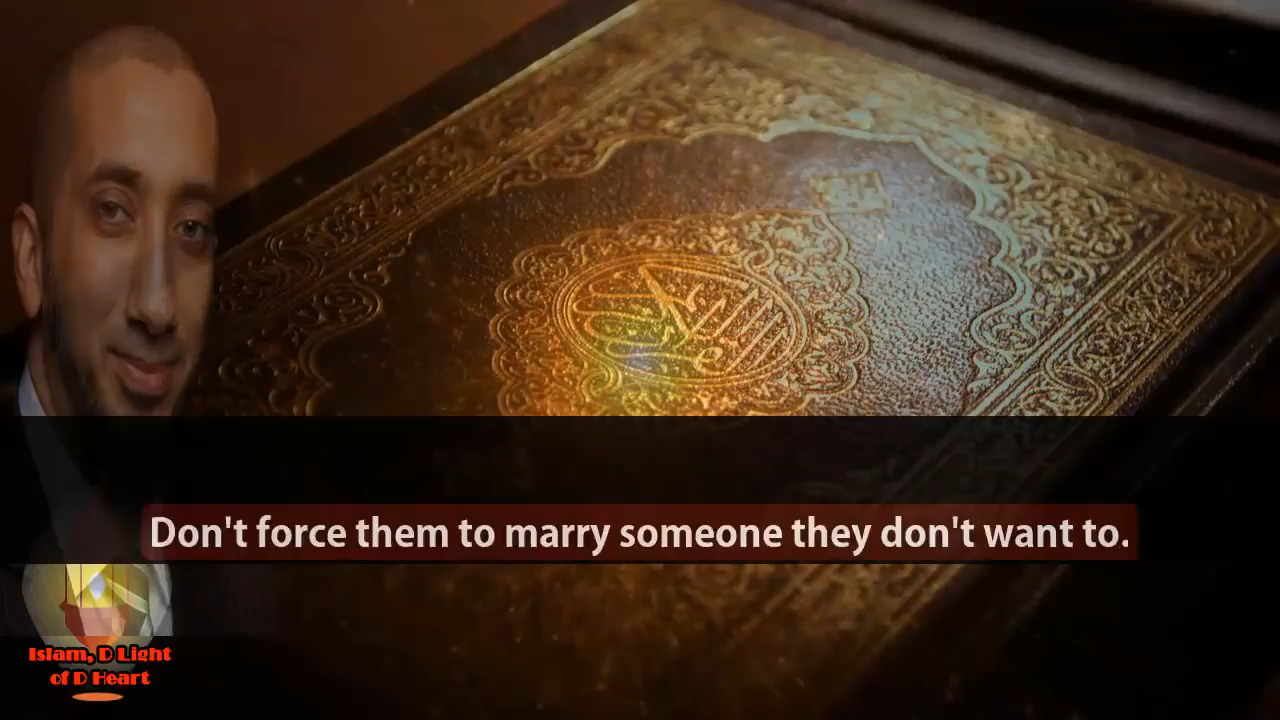 Don't force them to marry someone they don't want to.
Islam, D Light
of D Heart